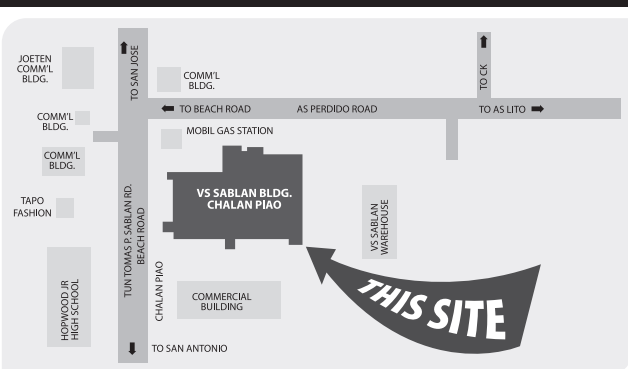 JOETEN
COMM'L
BLDG.
TO SAN JOSE
COMM'L
BLDG.
TO CK
TO BEACH ROAD
AS PERDIDO ROAD
TO AS LITO
COMM'L
BLDG.
MOBIL GAS STATION
COMM'L
BLDG.
VS SABLAN BLDG.
CHALAN PIAO
TAPO
FASHION
TUN TOMAS P. SABLAN RD.
BEACH ROAD
VS SABLAN
WAREHOUSE
HOPWOOD JR
HIGH SCHOOL
CHALAN PIAO
COMMERCIAL
BUILDING
THIS SITE
TO SAN ANTONIO